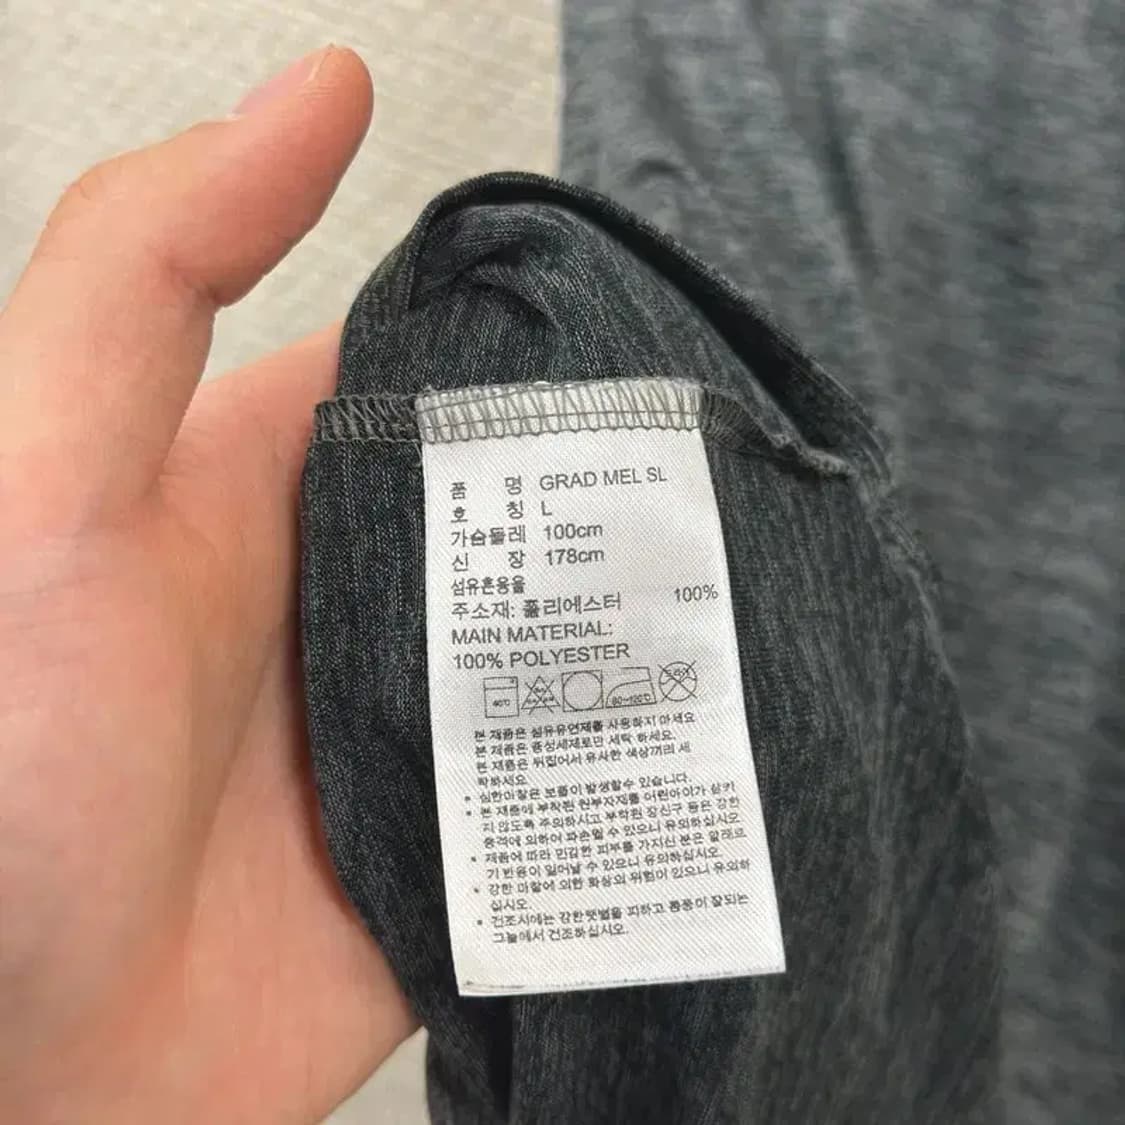 품 명 GRAD MEL SL
호 칭 L
가슴둘레 100cm
신 장 178cm
섬유혼용율
주소재: 폴리에스터 100%
MAIN MATERIAL:
100% POLYESTER
40℃ 80~120℃
본 제품은 섬유유연제를 사용하지 마세요
본 제품은 중성세제로만 세탁 하세요.
본 제품은 뒤집어서 유사한 색상끼리 세
탁하세요
• 심한마찰은 보풀이 발생할수 있습니다.
• 본 제품에 부착된 원부자재를 어린아이가 삼키
지 않도록 주의하시고 부착된 장신구 등은 강한
충격에 의하여 파손될 수 있으니 유의하십시오
• 제품에 따라 민감한 피부를 가지신 분은 알레르
기 반응이 일어날 수 있으니 유의하십시오
• 강한 마찰에 의한 화상의 위험이 있으니 유의하
십시오.
• 건조시에는 강한햇볕을 피하고 통풍이 잘되는
그늘에서 건조하십시오.